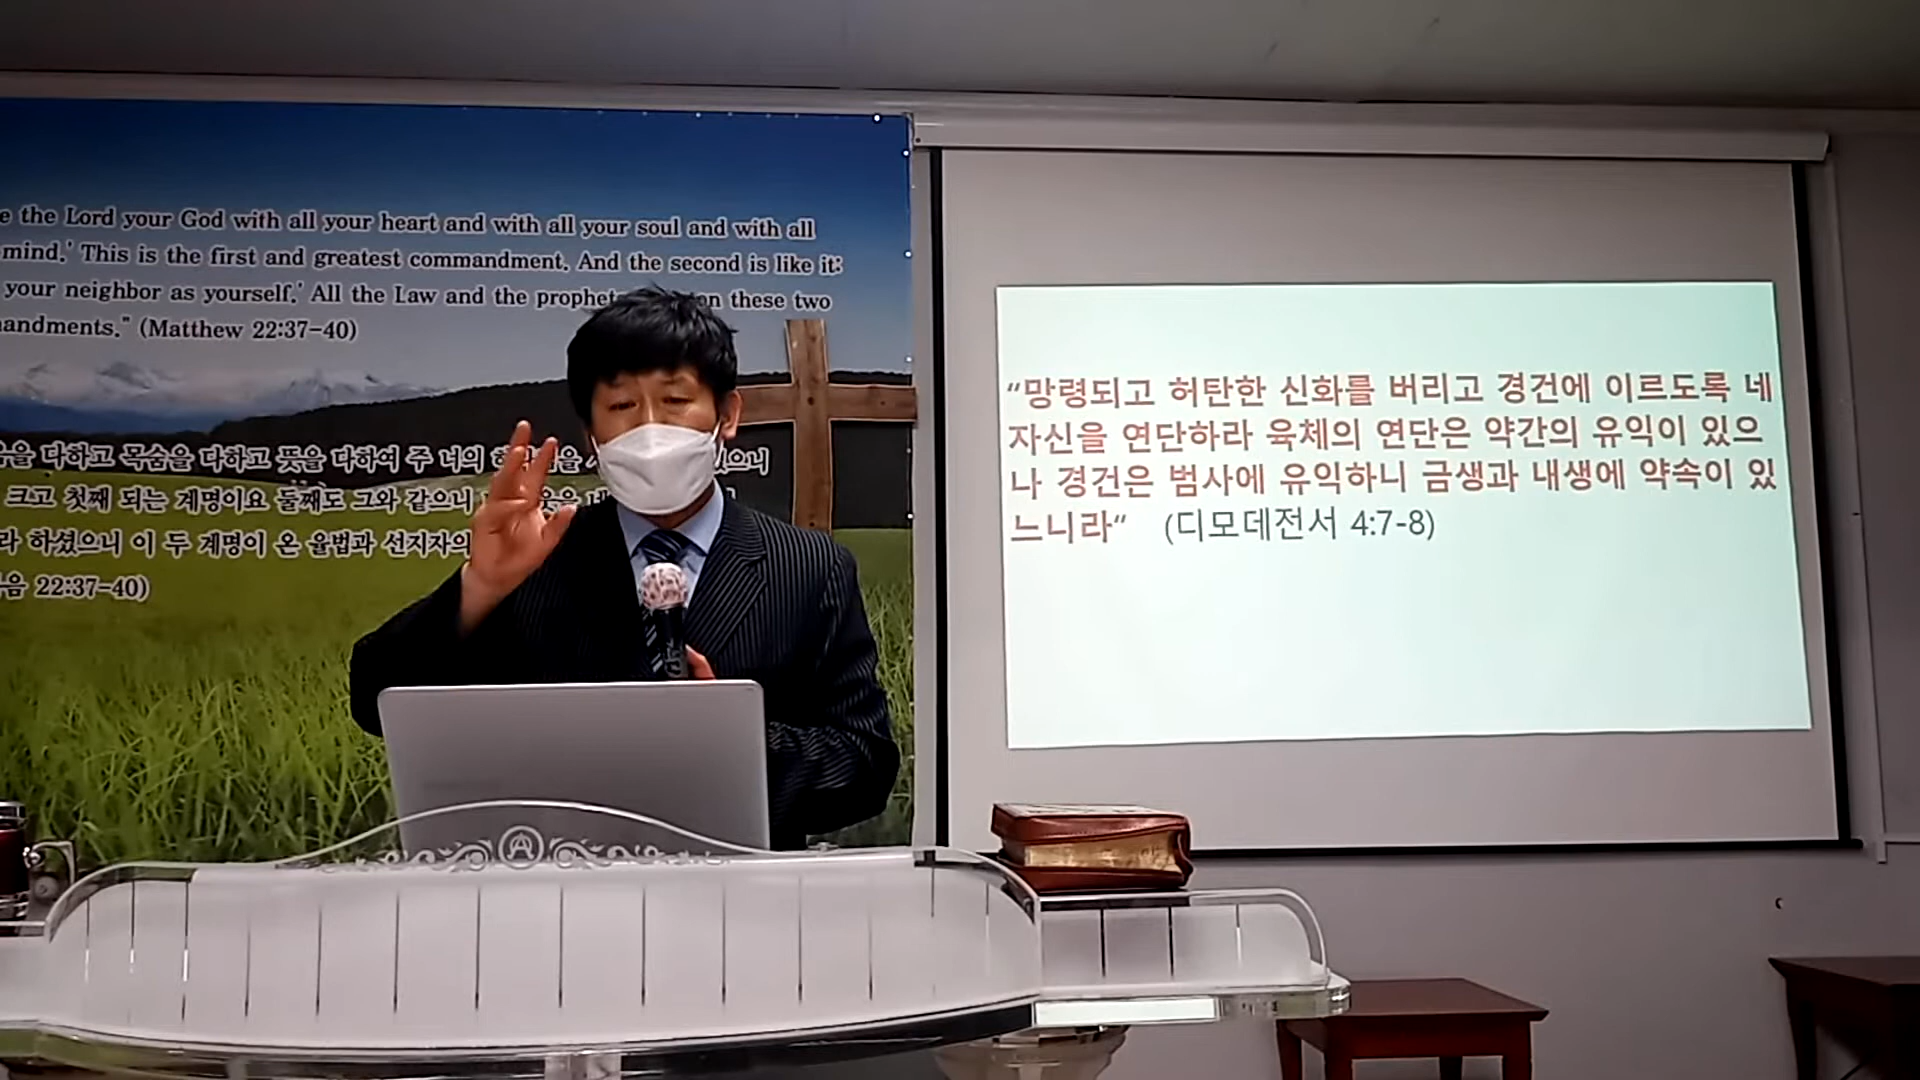 the Lord your God with all your heart and with all your soul and with all
mind.' This is the first and greatest commandment. And the second is like it:
your neighbor as yourself.' All the Law and the these two
(Matthew 22:37-40)
다하고 목숨을 다하고 뜻을 다하여 주 너의
크고 첫째 되는 계명이요 둘째도 그와 같으니
하셨으니 이 두 계명이 온 율법과 선지자의
22:37-40)
“망령되고 허탄한 신화를 버리고 경건에 이르도록 네
자신을 연단하라 육체의 연단은 약간의 유익이 있으
나 경건은 범사에 유익하니 금생과 내생에 약속이 있
느니라“ (디모데전서 4:7-8)